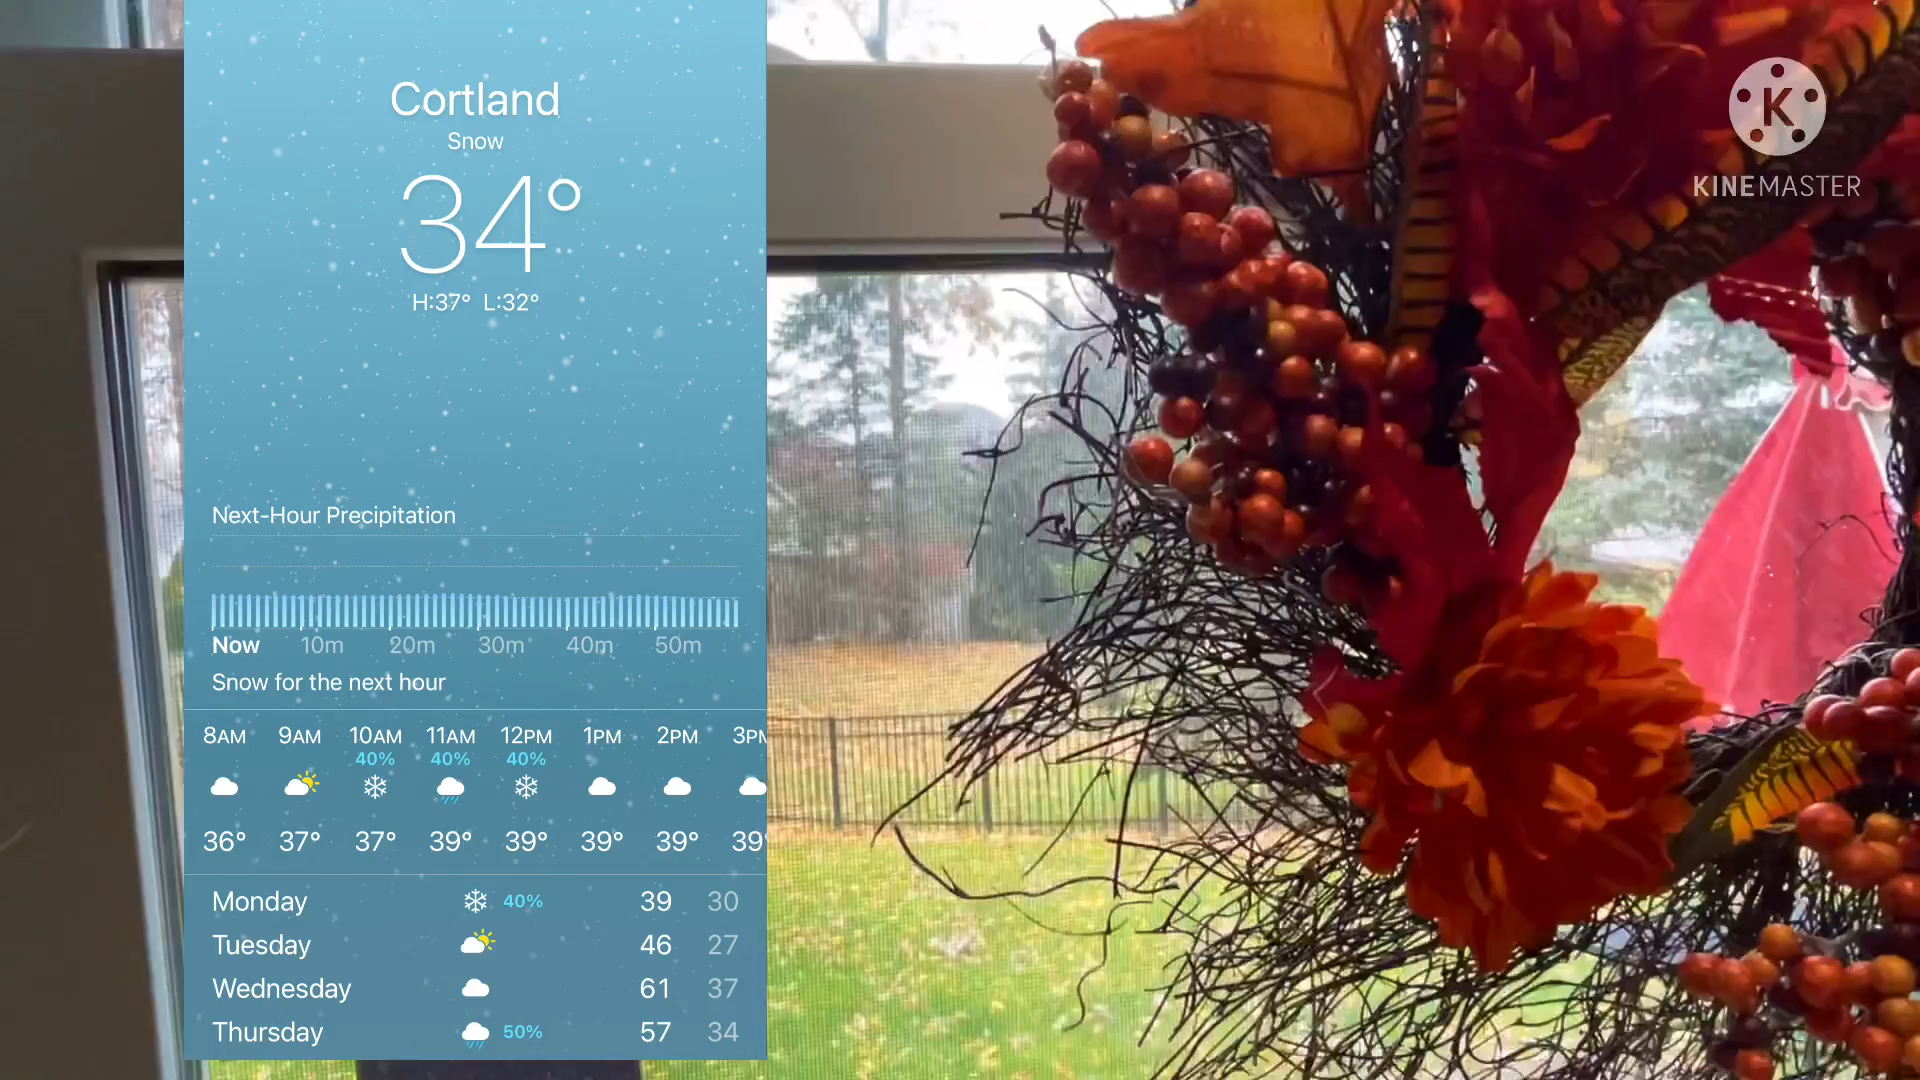 Cortland
Snow
34°
H:37° L:32°
Next-Hour Precipitation
Now 10m 20m 30m 40m 50m
Snow for the next hour
8AM 9AM 10AM 11AM 12PM 1PM 2PM 3PM
40% 40% 40%
36° 37° 37° 39° 39° 39° 39° 39°
Monday 40% 39 30
Tuesday 46 27
Wednesday 61 37
Thursday 50% 57 34
K
KINEMASTER